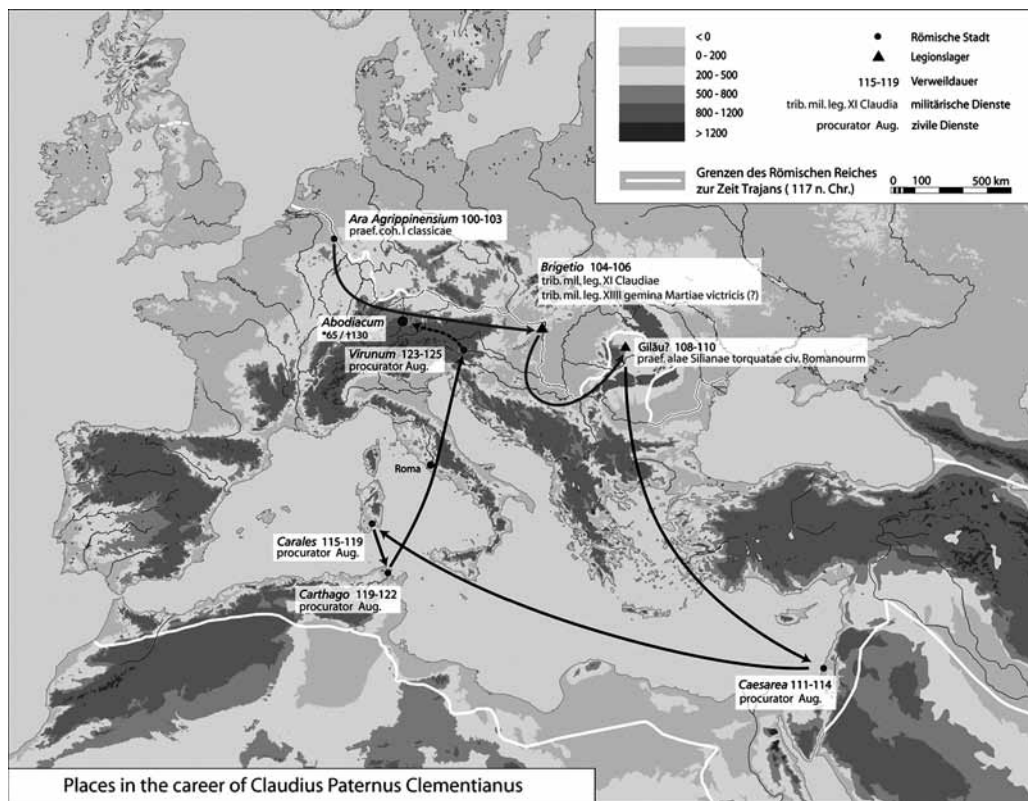 < 0
0 - 200
200 - 500
500 - 800
800 - 1200
> 1200
Römische Stadt
Legionslager
115-119 Verweildauer
trib. mil. leg. XI Claudia militärische Dienste
procurator Aug. zivile Dienste
Grenzen des Römischen Reiches
zur Zeit Trajans ( 117 n. Chr.)
0 100 500 km
Ara Agrippinensium 100-103
praef. coh. I classicae
Brigetio 104-106
trib. mil. leg. XI Claudiae
trib. mil. leg. XIIII gemina Martiae victricis (?)
Abodiacum
*65 / †130
Virunum 123-125
procurator Aug.
Gilău? 108-110
praef. alae Silianae torquatae civ. Romanourm
Roma
Carales 115-119
procurator Aug.
Carthago 119-122
procurator Aug.
Caesarea 111-114
procurator Aug.
Places in the career of Claudius Paternus Clementianus